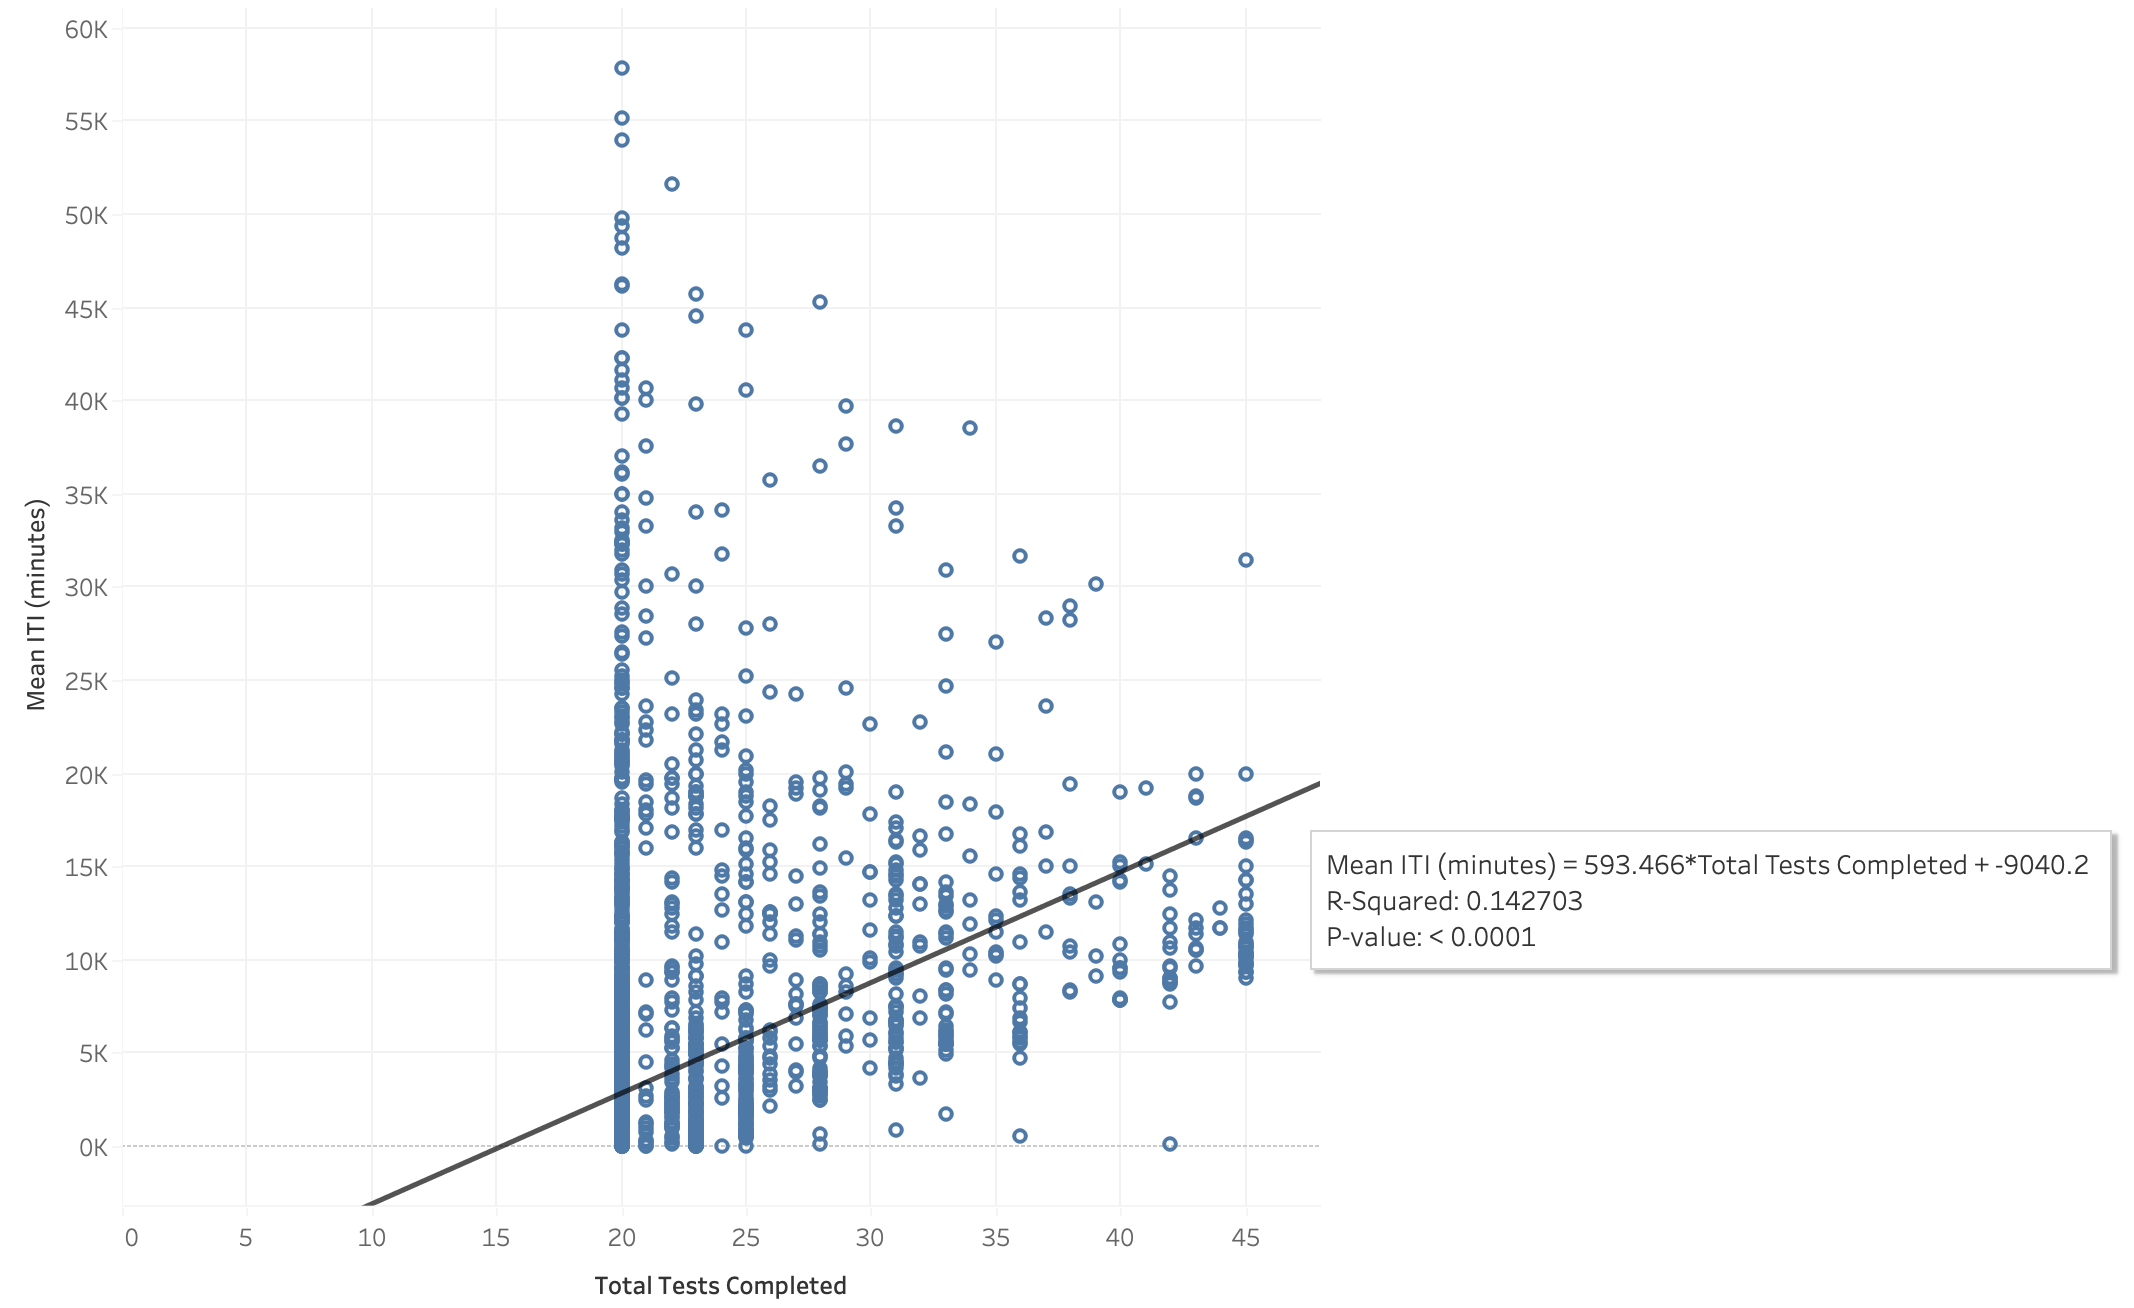 60K
55K
50K
45K
40K
35K
30K
25K
20K
15K
10K
5K
0K
Mean ITI (minutes)
Mean ITI (minutes) = 593.466*Total Tests Completed + -9040.2
R-Squared: 0.142703
P-value: < 0.0001
0 5 10 15 20 25 30 35 40 45
Total Tests Completed